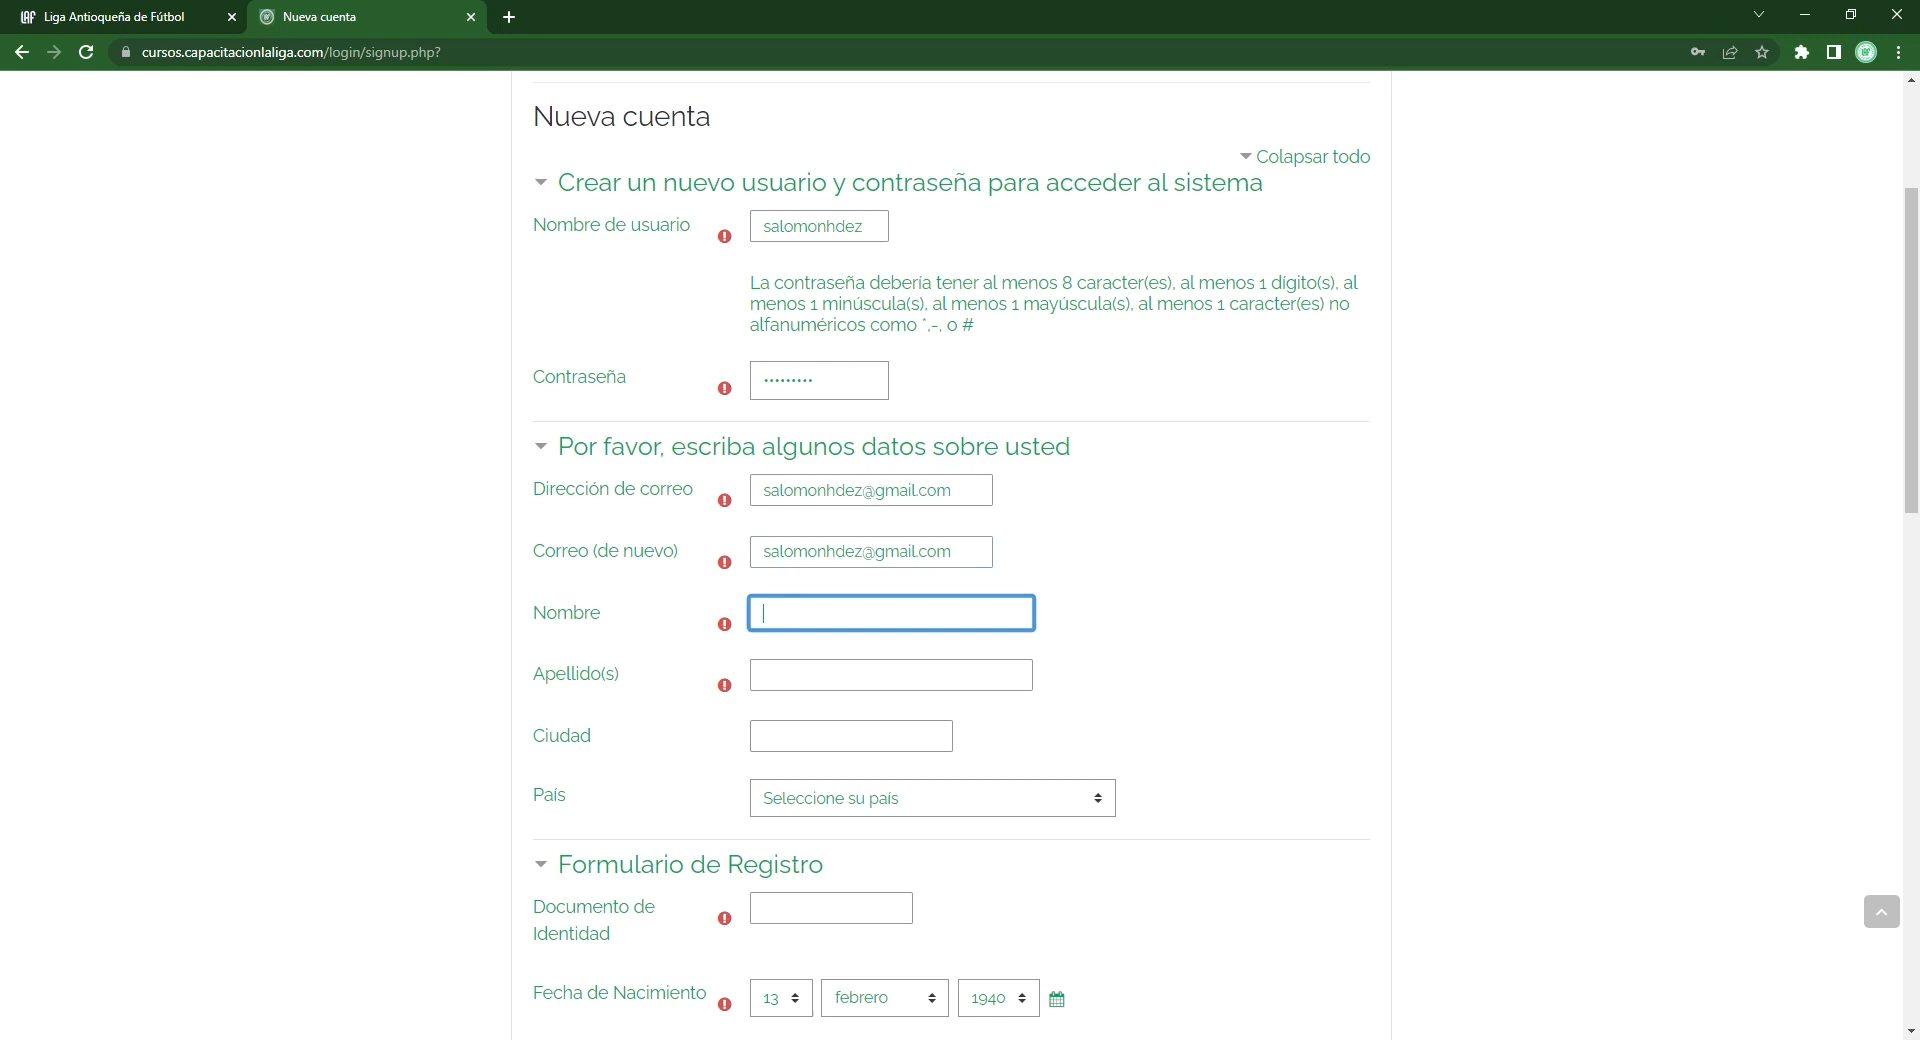 Liga Antioqueña de Fútbol
Nueva cuenta
cursos.capacitacionlaliga.com/login/signup.php?
Nueva cuenta
Colapsar todo
Crear un nuevo usuario y contraseña para acceder al sistema
Nombre de usuario
salomonhdez
La contraseña debería tener al menos 8 caracter(es), al menos 1 dígito(s), al
menos 1 minúscula(s), al menos 1 mayúscula(s), al menos 1 caracter(es) no
alfanuméricos como *,-, o #
Contraseña
•••••••••
Por favor, escriba algunos datos sobre usted
Dirección de correo
salomonhdez@gmail.com
Correo (de nuevo)
salomonhdez@gmail.com
Nombre
Apellido(s)
Ciudad
País
Seleccione su país
Formulario de Registro
Documento de
Identidad
Fecha de Nacimiento
13 febrero 1940